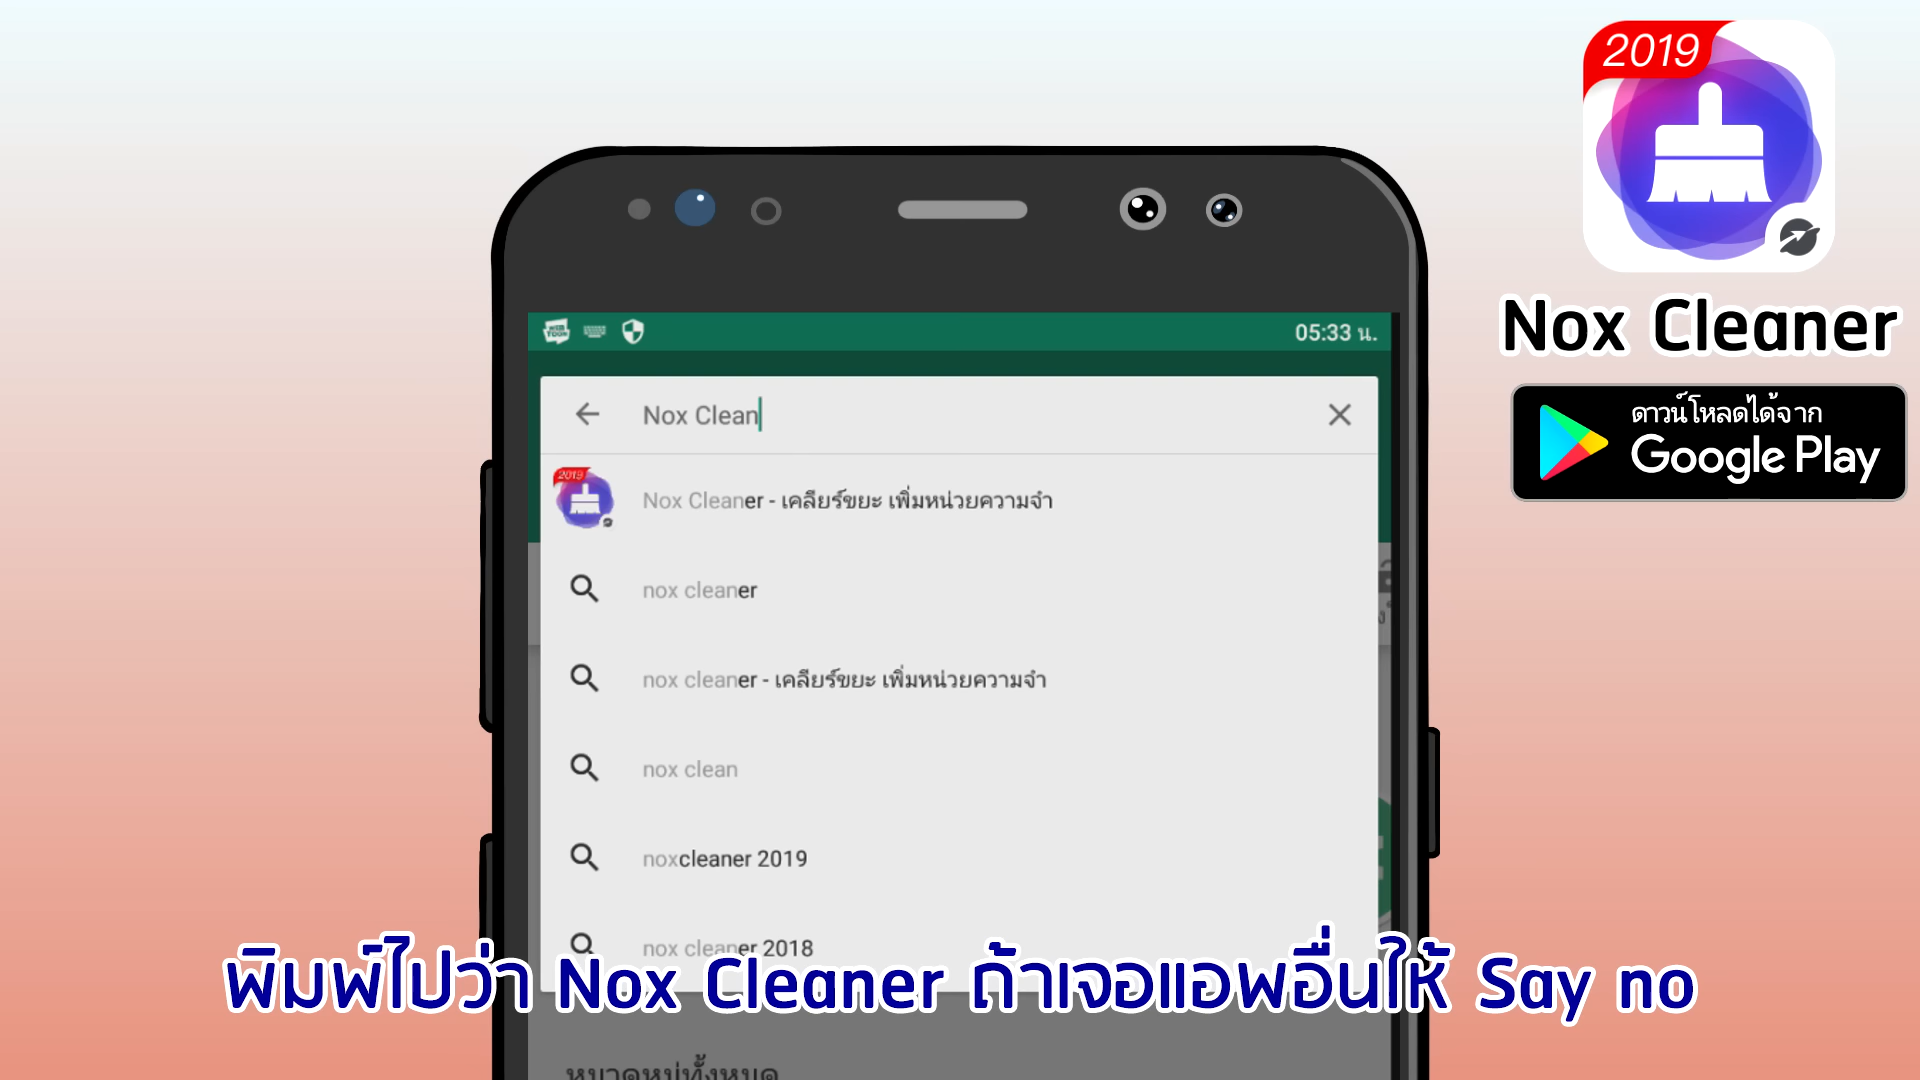 2019
Nox Cleaner
ดาวน์โหลดได้จาก
Google Play
05:33 น.
Nox Clean
2019
Nox Cleaner - เคลียร์ขยะ เพิ่มหน่วยความจำ
nox cleaner
nox cleaner - เคลียร์ขยะ เพิ่มหน่วยความจำ
nox clean
noxcleaner 2019
nox cleaner 2018
พิมพ์ไปว่า Nox Cleaner ถ้าเจอแอพอื่นให้ Say no
หมวดหมู่ทั้งหมด